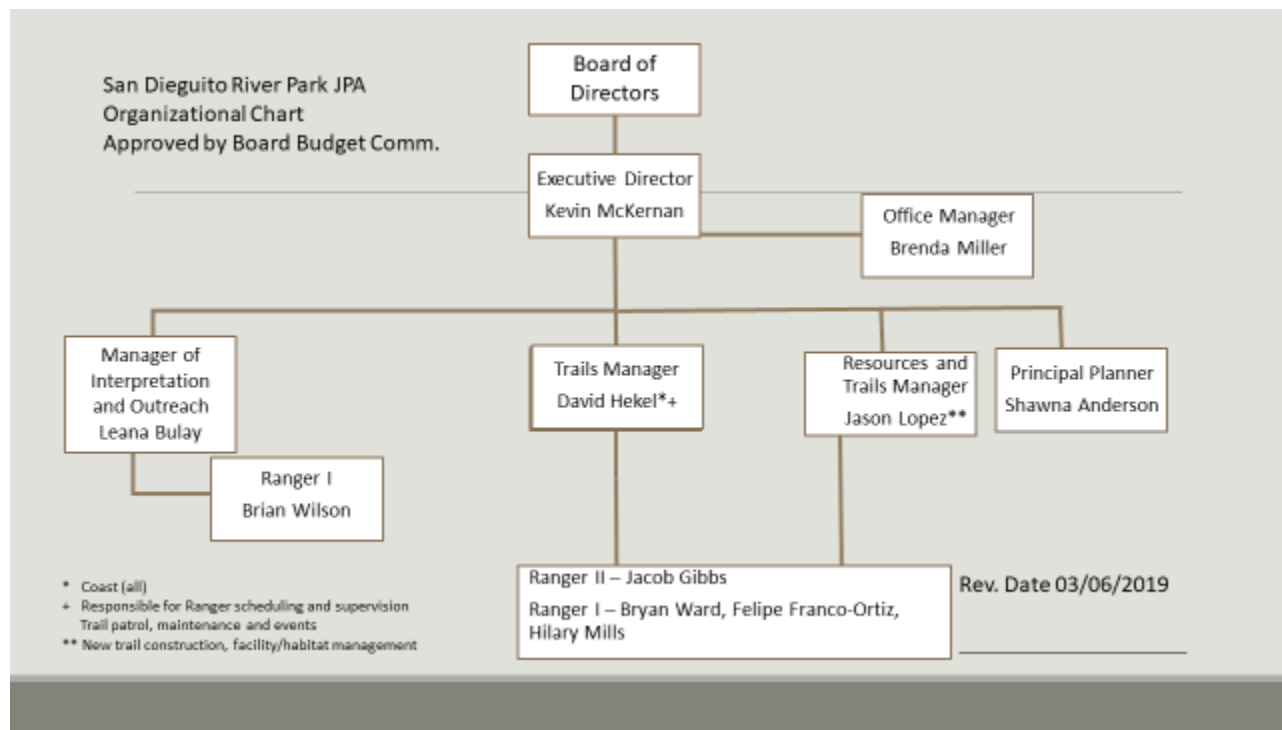 San Dieguito River Park JPA
Organizational Chart
Approved by Board Budget Comm.
Board of
Directors
Executive Director
Kevin McKernan
Office Manager
Brenda Miller
Manager of
Interpretation
and Outreach
Leana Bulay
Trails Manager
David Hekel*+
Resources and
Trails Manager
Jason Lopez**
Principal Planner
Shawna Anderson
Ranger I
Brian Wilson
Ranger II – Jacob Gibbs
Ranger I – Bryan Ward, Felipe Franco-Ortiz,
Hilary Mills
* Coast (all)
+ Responsible for Ranger scheduling and supervision
Trail patrol, maintenance and events
** New trail construction, facility/habitat management
Rev. Date 03/06/2019